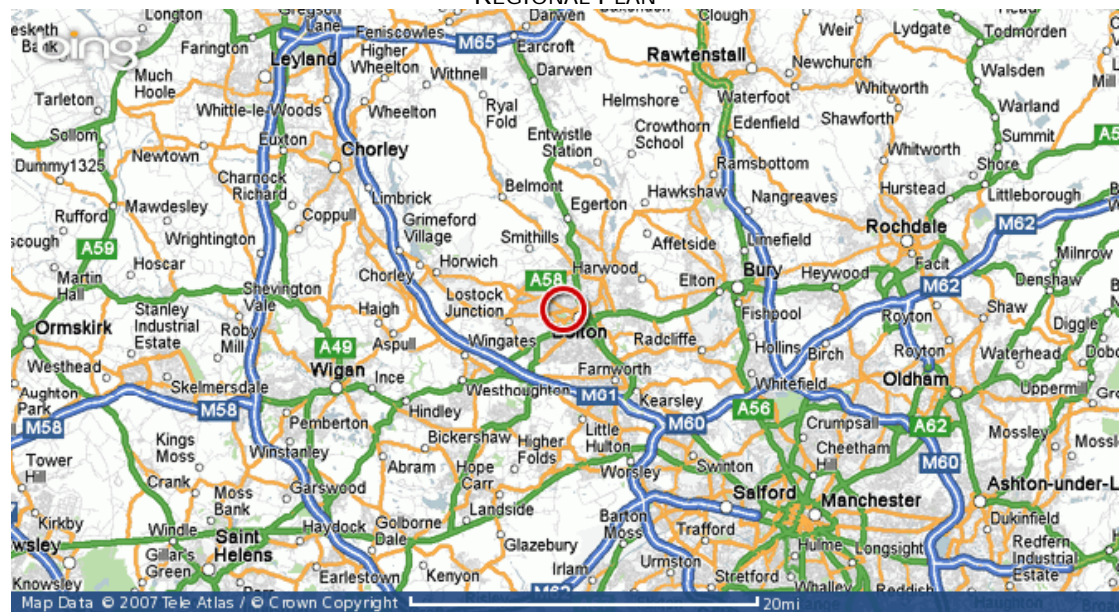 REGIONAL PLAN
Longton
Gregson
Lane
Feniscowles
Darwen
Clough
Weir
Lydgate
Todmorden
bing
Farington
Higher
Wheelton
M65
Earcroft
Rawtenstall
Newchurch
Leyland
Withnell
Darwen
Walsden
Much
Hoole
Whittle-le-Woods
Wheelton
Ryal
Fold
Helmshore
Waterfoot
Whitworth
Mill
Tarleton
Shawforth
Warland
Sollom
Euxton
Entwistle
Station
Crowthorn
School
Edenfield
Summit
Dummy1325
Newtown
Chorley
Ramsbottom
Whitworth
Shore
Charnock
Richard
Limbrick
Belmont
Hawkshaw
Nangreaves
Hurstead
Littleborough
Rufford
Mawdesley
Coppull
Grimeford
Village
Egerton
Rochdale
M62
A59
Wrightington
Smithills
Affetside
Limefield
Milnrow
Hoscar
Chorley
Horwich
Harwood
Elton
Bury
Heywood
Facit
Denshaw
Martin
Hall
Shevington
Vale
A58
M62
Stanley
Industrial
Estate
Haigh
Lostock
Junction
Fishpool
Royton
Shaw
Diggle
Ormskirk
Roby
Mill
A49
Aspull
Wingates
Bolton
Radcliffe
Hollins
Birch
Royton
Waterhead
Westhead
Wigan
Ince
Farnworth
Whitefield
Oldham
Uppermill
Aughton
Park
Skelmersdale
Westhoughton
M61
Kearsley
M58
Hindley
M60
A56
Crumpsall
A62
M58
Pemberton
Little
Hulton
Mossley
Kings
Moss
Winstanley
Bickershaw
Higher
Folds
Cheetham
Hill
M60
Tower
Hill
Abram
Hope
Carr
Worsley
Swinton
Crank
Moss
Bank
Garswood
Salford
Manchester
Ashton-under-L
Landside
Kirkby
Windle
Haydock
Golborne
Dale
Barton
Moss
Trafford
Dukinfield
Saint
Helens
Glazebury
Hulme
Longsight
Redfern
Industrial
Estate
Gillar's
Green
Urmston
Knowsley
Earlestown
Kenyon
Irlam
Stretford
Whalley
Reddish
M62
Map Data © 2007 Tele Atlas / © Crown Copyright
20mi